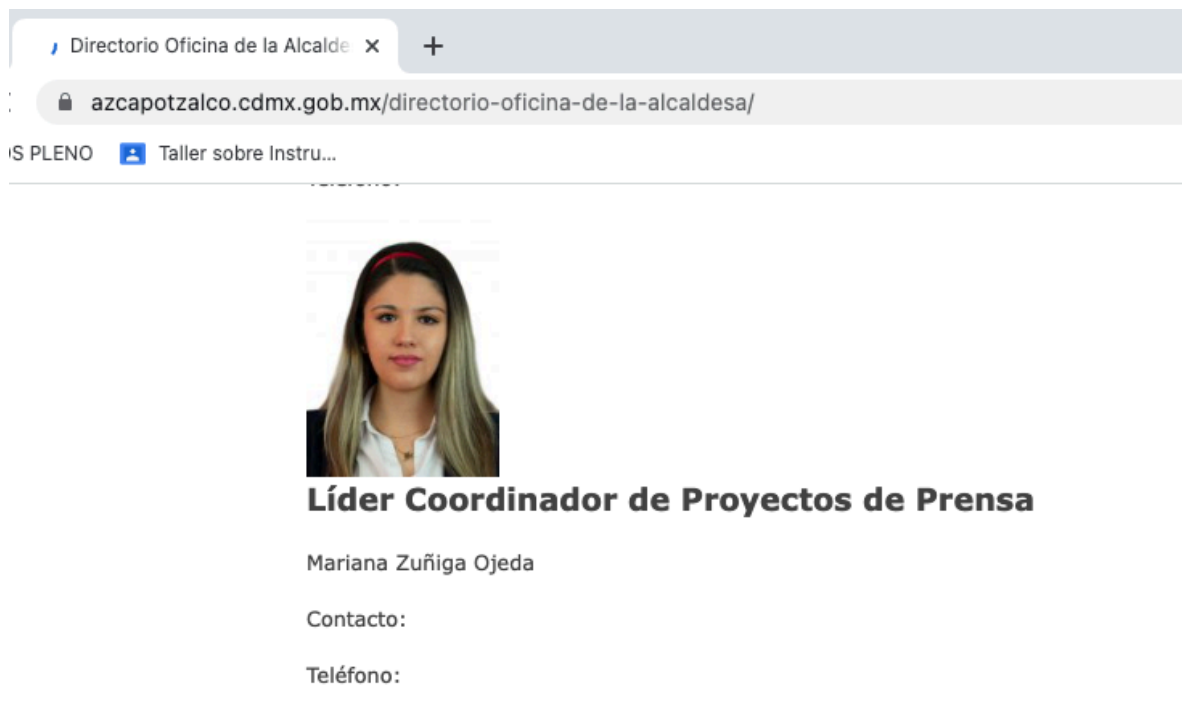 Directorio Oficina de la Alcalde
azcapotzalco.cdmx.gob.mx/directorio-oficina-de-la-alcaldesa/
S PLENO Taller sobre Instru...
Líder Coordinador de Proyectos de Prensa
Mariana Zuñiga Ojeda
Contacto:
Teléfono: